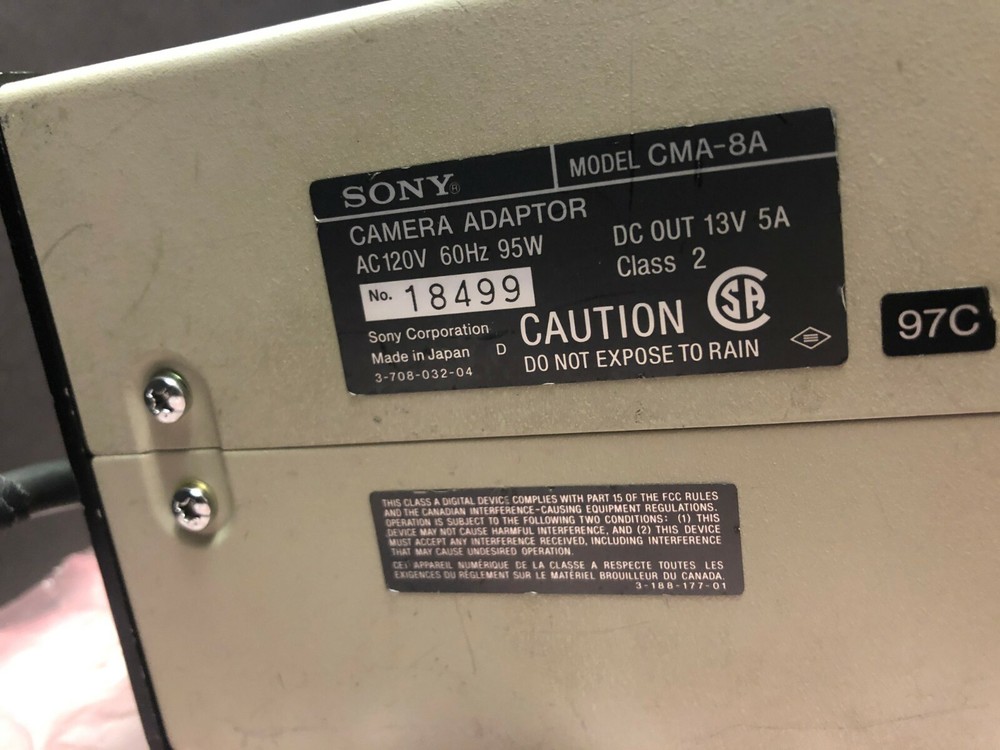 SONY®
MODEL CMA-8A
CAMERA ADAPTOR
AC120V 60Hz 95W
DC OUT 13V 5A
Class 2
No. 18499
Sony Corporation
Made in Japan D
3-708-032-04
CAUTION
DO NOT EXPOSE TO RAIN
SA
97C
THIS CLASS A DIGITAL DEVICE COMPLIES WITH PART 15 OF THE FCC RULES
AND THE CANADIAN INTERFERENCE-CAUSING EQUIPMENT REGULATIONS.
OPERATION IS SUBJECT TO THE FOLLOWING TWO CONDITIONS: (1) THIS
DEVICE MAY NOT CAUSE HARMFUL INTERFERENCE, AND (2) THIS DEVICE
MUST ACCEPT ANY INTERFERENCE RECEIVED, INCLUDING INTERFERENCE
THAT MAY CAUSE UNDESIRED OPERATION.
CET APPAREIL NUMÉRIQUE DE LA CLASSE A RESPECTE TOUTES LES
EXIGENCES DU RÈGLEMENT SUR LE MATÉRIEL BROUILLEUR DU CANADA.
3-188-177-01